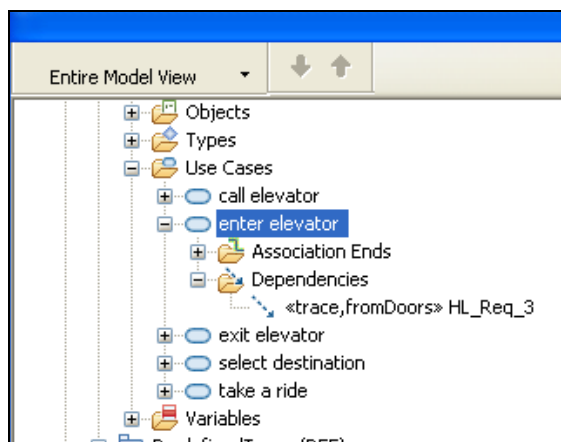 Entire Model View
Objects
Types
Use Cases
call elevator
enter elevator
Association Ends
Dependencies
«trace,fromDoors» HL_Req_3
exit elevator
select destination
take a ride
Variables